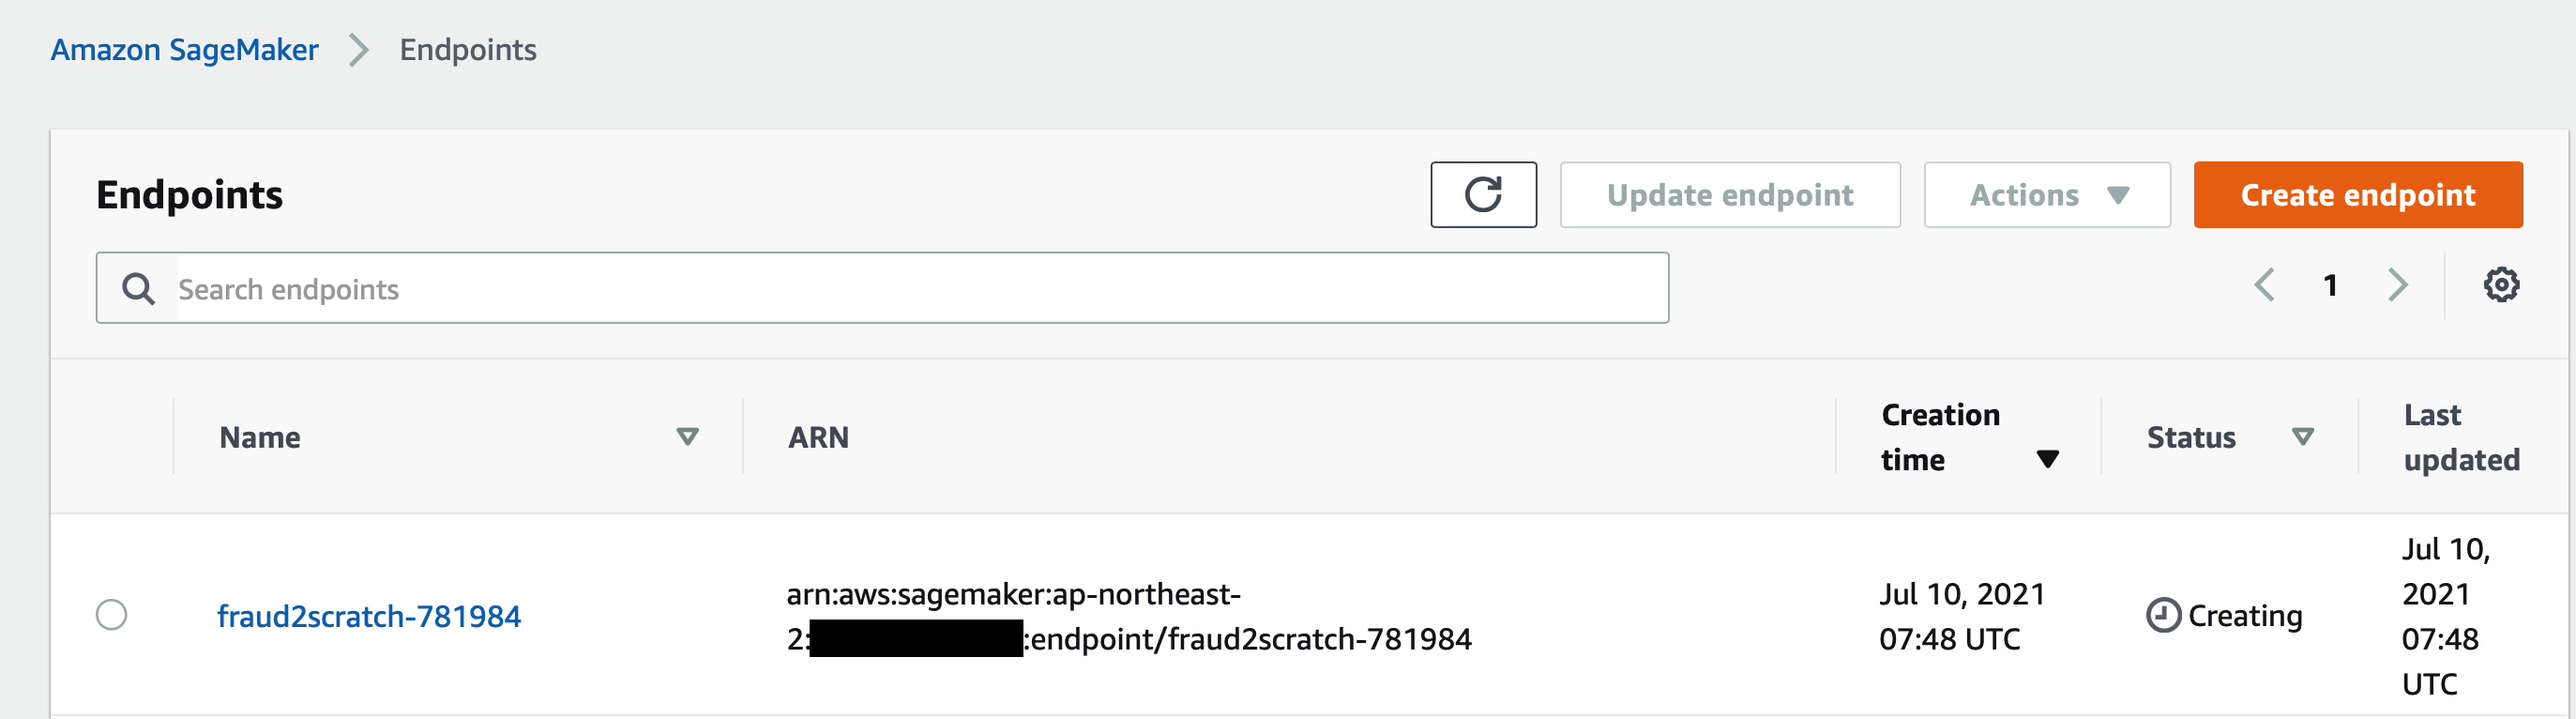 Amazon SageMaker > Endpoints
Endpoints
Update endpoint
Actions
Create endpoint
Search endpoints
1
Name
ARN
Creation
time
Status
Last
updated
fraud2scratch-781984
arn:aws:sagemaker:ap-northeast-
2:
:endpoint/fraud2scratch-781984
Jul 10, 2021
07:48 UTC
Creating
Jul 10,
2021
07:48
UTC